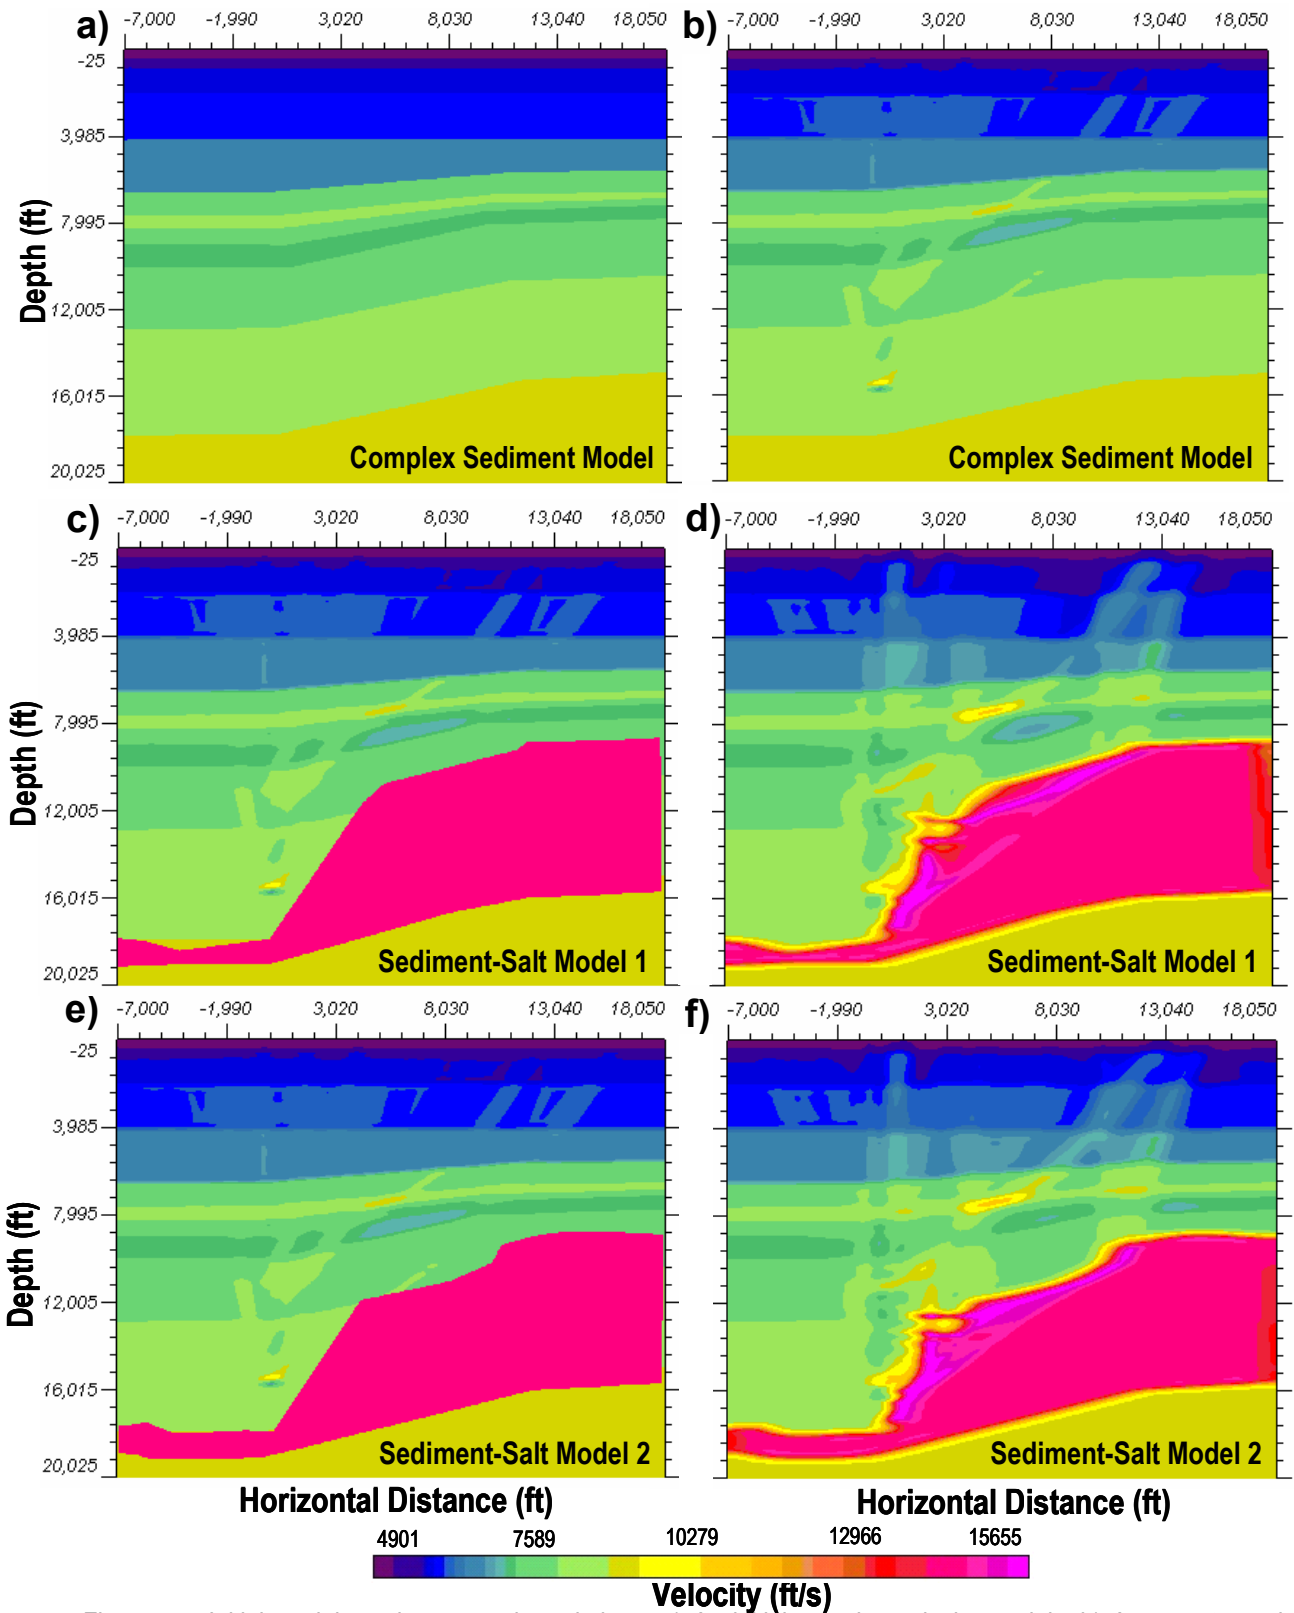 a) -7,000 -1,990 3,020 8,030 13,040 18,050
b) -7,000 -1,990 3,020 8,030 13,040 18,050
-25
3,985
7,995
12,005
16,015
20,025
Depth (ft)
Complex Sediment Model
Complex Sediment Model
c) -7,000 -1,990 3,020 8,030 13,040 18,050
d) -7,000 -1,990 3,020 8,030 13,040 18,050
-25
3,985
7,995
12,005
16,015
20,025
Depth (ft)
Sediment-Salt Model 1
Sediment-Salt Model 1
e) -7,000 -1,990 3,020 8,030 13,040 18,050
f) -7,000 -1,990 3,020 8,030 13,040 18,050
-25
3,985
7,995
12,005
16,015
20,025
Depth (ft)
Sediment-Salt Model 2
Sediment-Salt Model 2
Horizontal Distance (ft)
Horizontal Distance (ft)
4901 7589 10279 12966 15655
Velocity (ft/s)